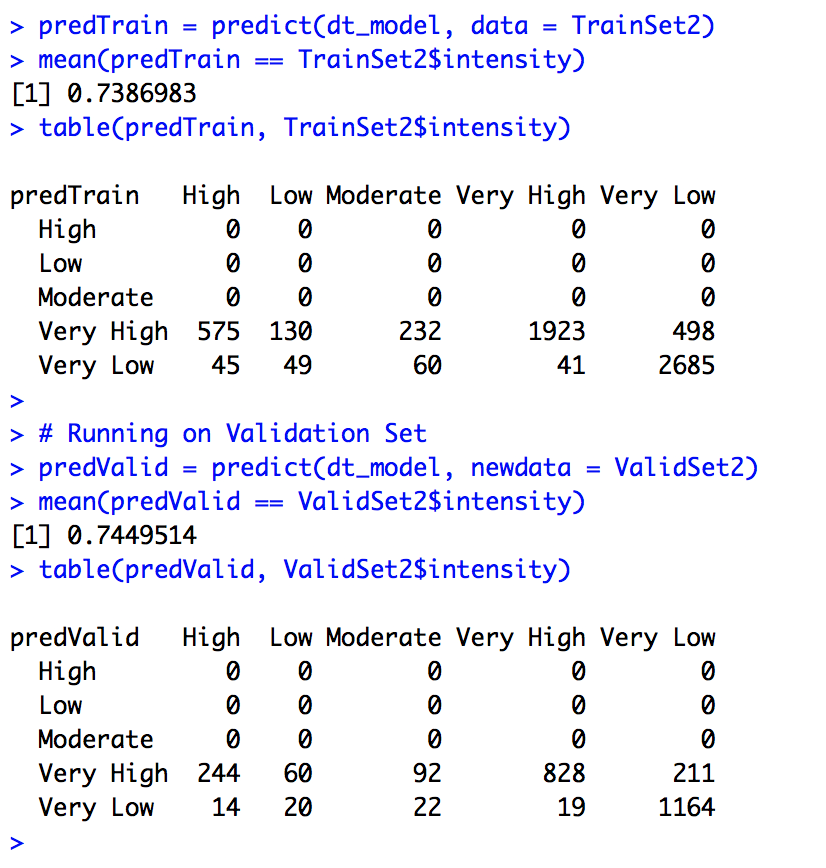 > predTrain = predict(dt_model, data = TrainSet2)
> mean(predTrain == TrainSet2$intensity)
[1] 0.7386983
> table(predTrain, TrainSet2$intensity)
predTrain   High  Low Moderate Very High Very Low
  High         0    0        0         0        0
  Low          0    0        0         0        0
  Moderate     0    0        0         0        0
  Very High  575  130      232      1923      498
  Very Low    45   49       60        41     2685
>
> # Running on Validation Set
> predValid = predict(dt_model, newdata = ValidSet2)
> mean(predValid == ValidSet2$intensity)
[1] 0.7449514
> table(predValid, ValidSet2$intensity)
predValid   High  Low Moderate Very High Very Low
  High         0    0        0         0        0
  Low          0    0        0         0        0
  Moderate     0    0        0         0        0
  Very High  244   60       92       828      211
  Very Low    14   20       22        19     1164
>